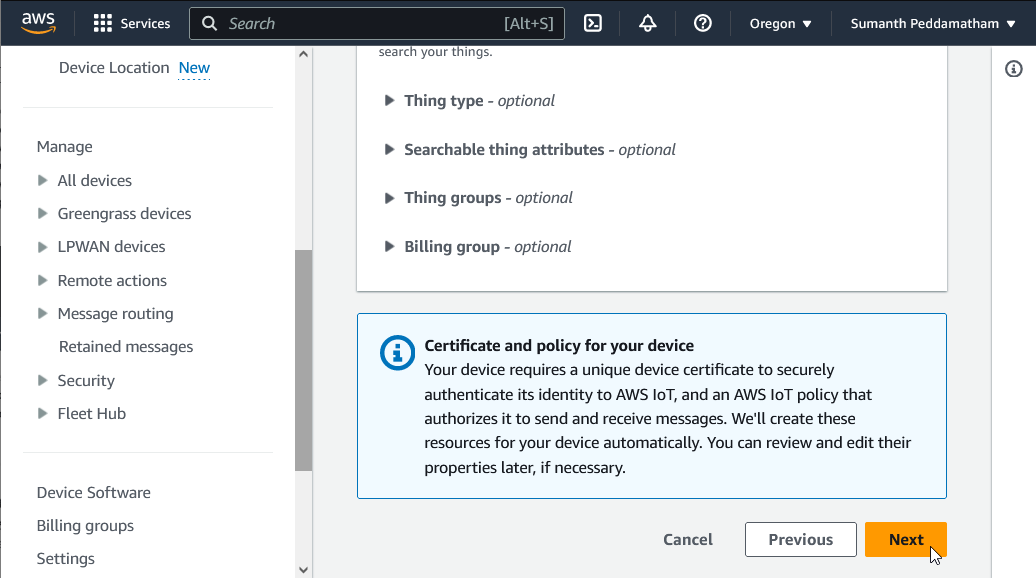 aws
Services
Search
[Alt+S]
Oregon
Sumanth Peddamatham
Device Location New
Manage
All devices
Greengrass devices
LPWAN devices
Remote actions
Message routing
Retained messages
Security
Fleet Hub
Device Software
Billing groups
Settings
search your things.
Thing type - optional
Searchable thing attributes - optional
Thing groups - optional
Billing group - optional
Certificate and policy for your device
Your device requires a unique device certificate to securely
authenticate its identity to AWS IoT, and an AWS IoT policy that
authorizes it to send and receive messages. We'll create these
resources for your device automatically. You can review and edit their
properties later, if necessary.
Cancel
Previous
Next